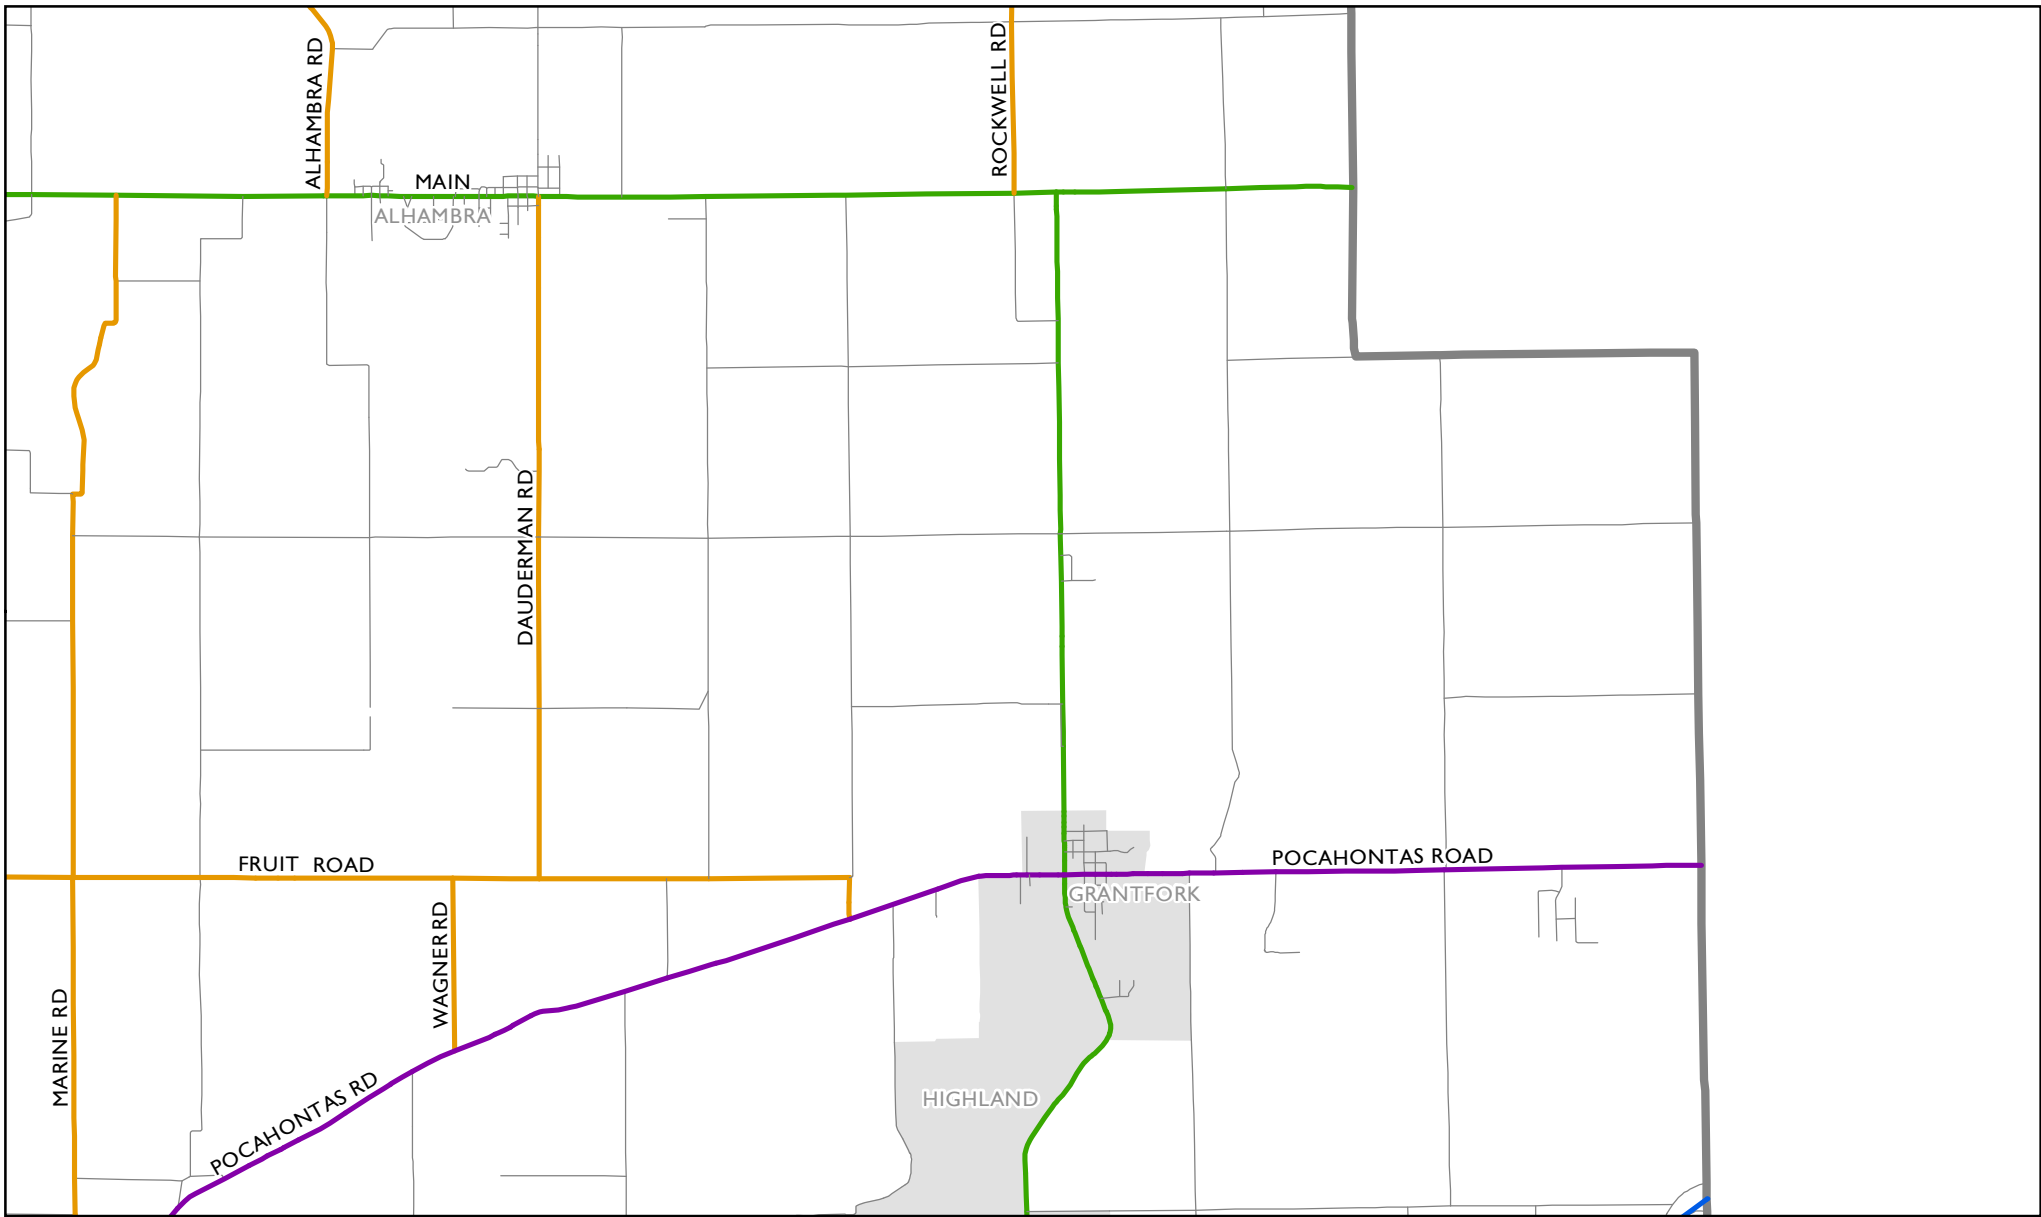 ALHAMBRA RD
ROCKWELL RD
MAIN
ALHAMBRA
DAUDERMAN RD
FRUIT ROAD
POCAHONTAS ROAD
GRANTFORK
WAGNER RD
MARINE RD
POCAHONTAS RD
HIGHLAND